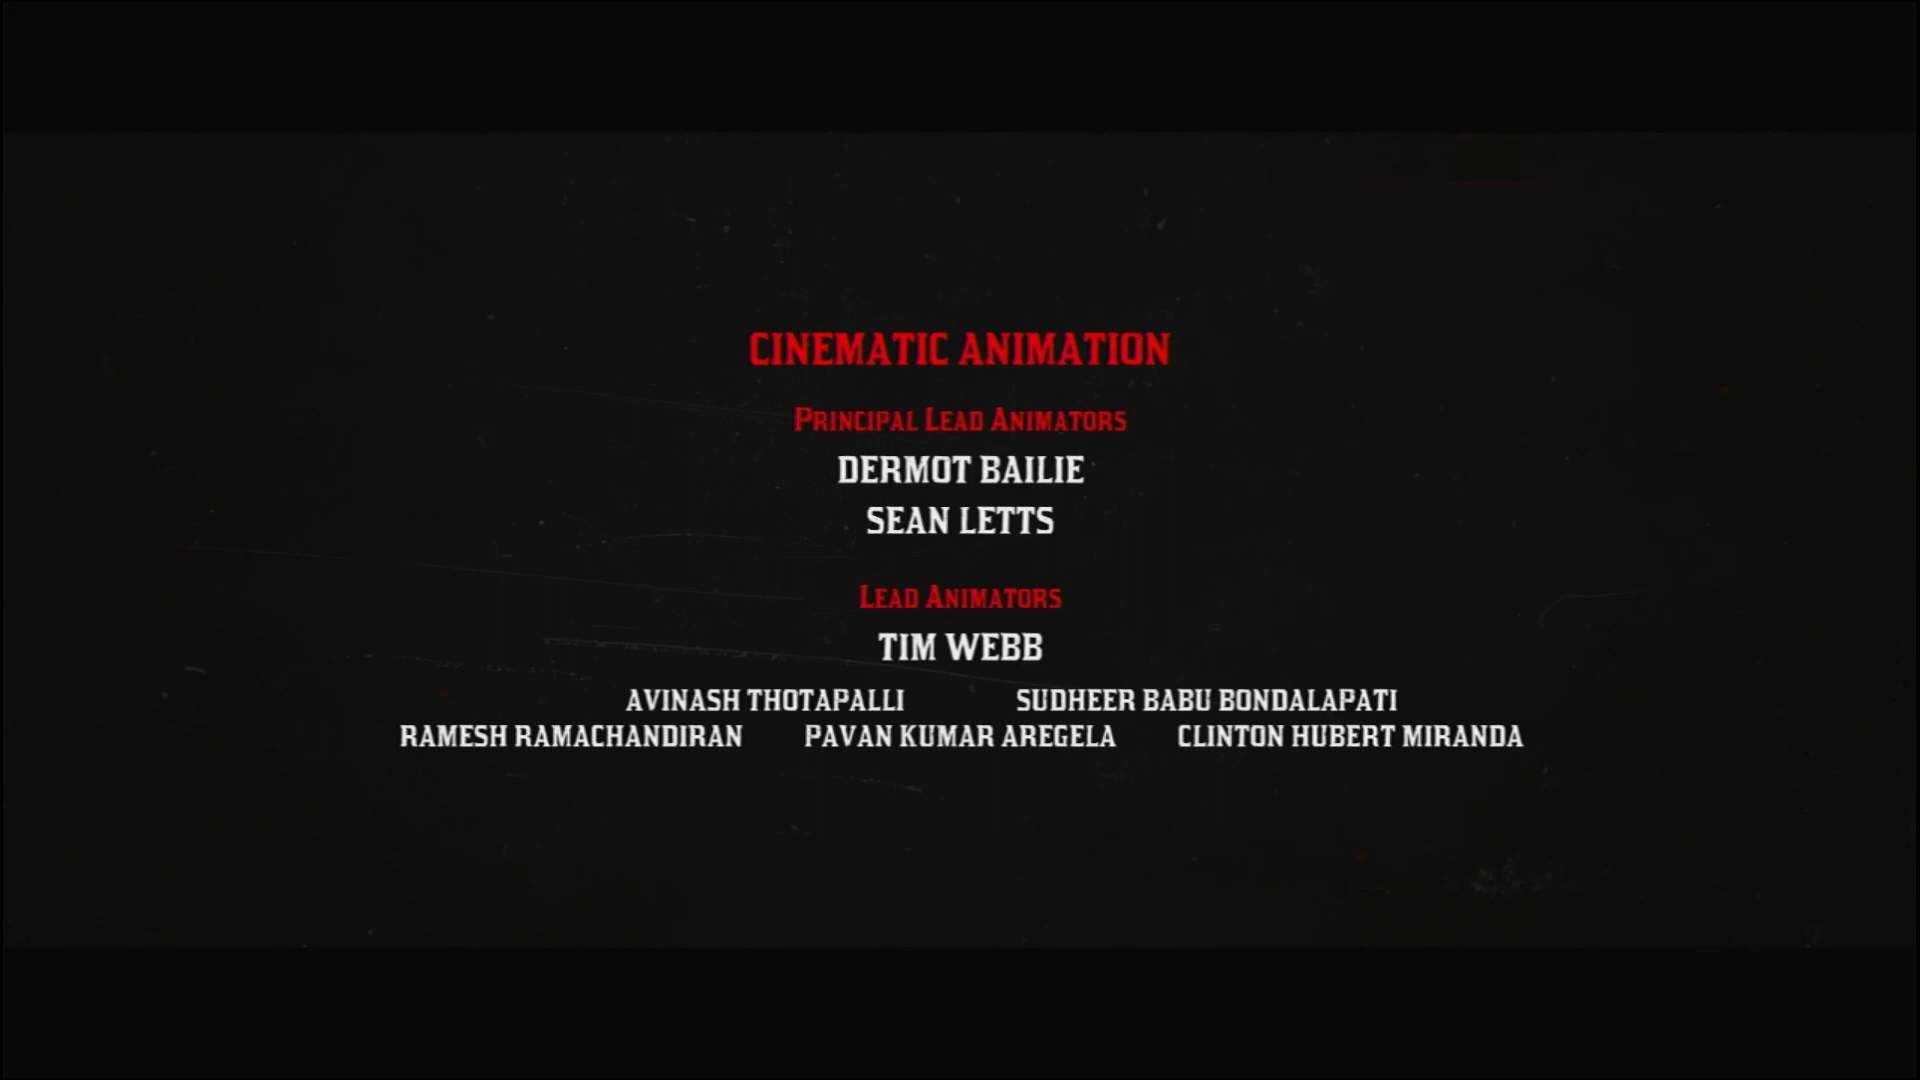 CINEMATIC ANIMATION
PRINCIPAL LEAD ANIMATORS
DERMOT BAILIE
SEAN LETTS
LEAD ANIMATORS
TIM WEBB
AVINASH THOTAPALLI SUDHEER BABU BONDALAPATI
RAMESH RAMACHANDIRAN PAVAN KUMAR AREGELA CLINTON HUBERT MIRANDA